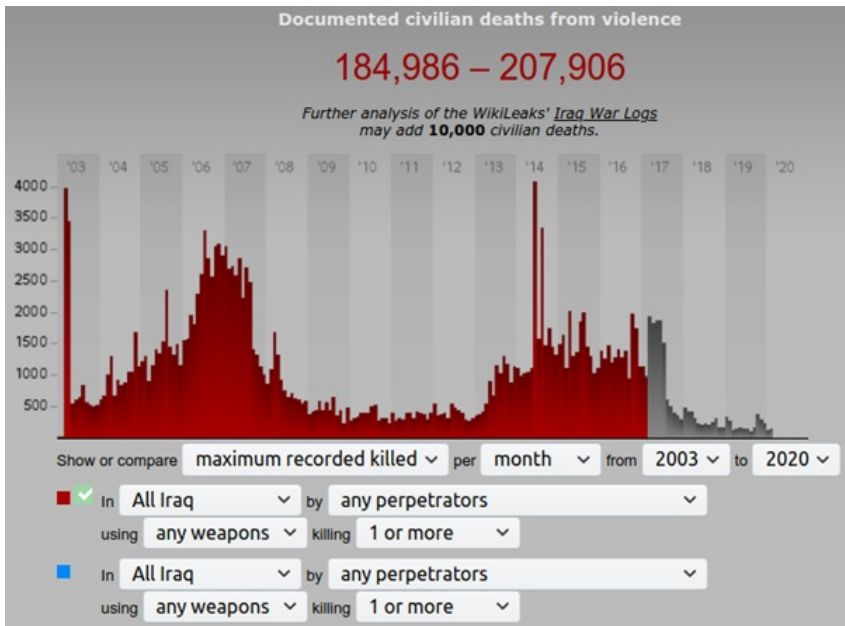 Documented civilian deaths from violence
184,986 – 207,906
Further analysis of the WikiLeaks' Iraq War Logs
may add 10,000 civilian deaths.
'03 '04 '05 '06 '07 '08 '09 '10 '11 '12 '13 '14 '15 '16 '17 '18 '19 '20
4000
3500
3000
2500
2000
1500
1000
500
Show or compare maximum recorded killed per month from 2003 to 2020
In All Iraq by any perpetrators
using any weapons killing 1 or more
In All Iraq by any perpetrators
using any weapons killing 1 or more